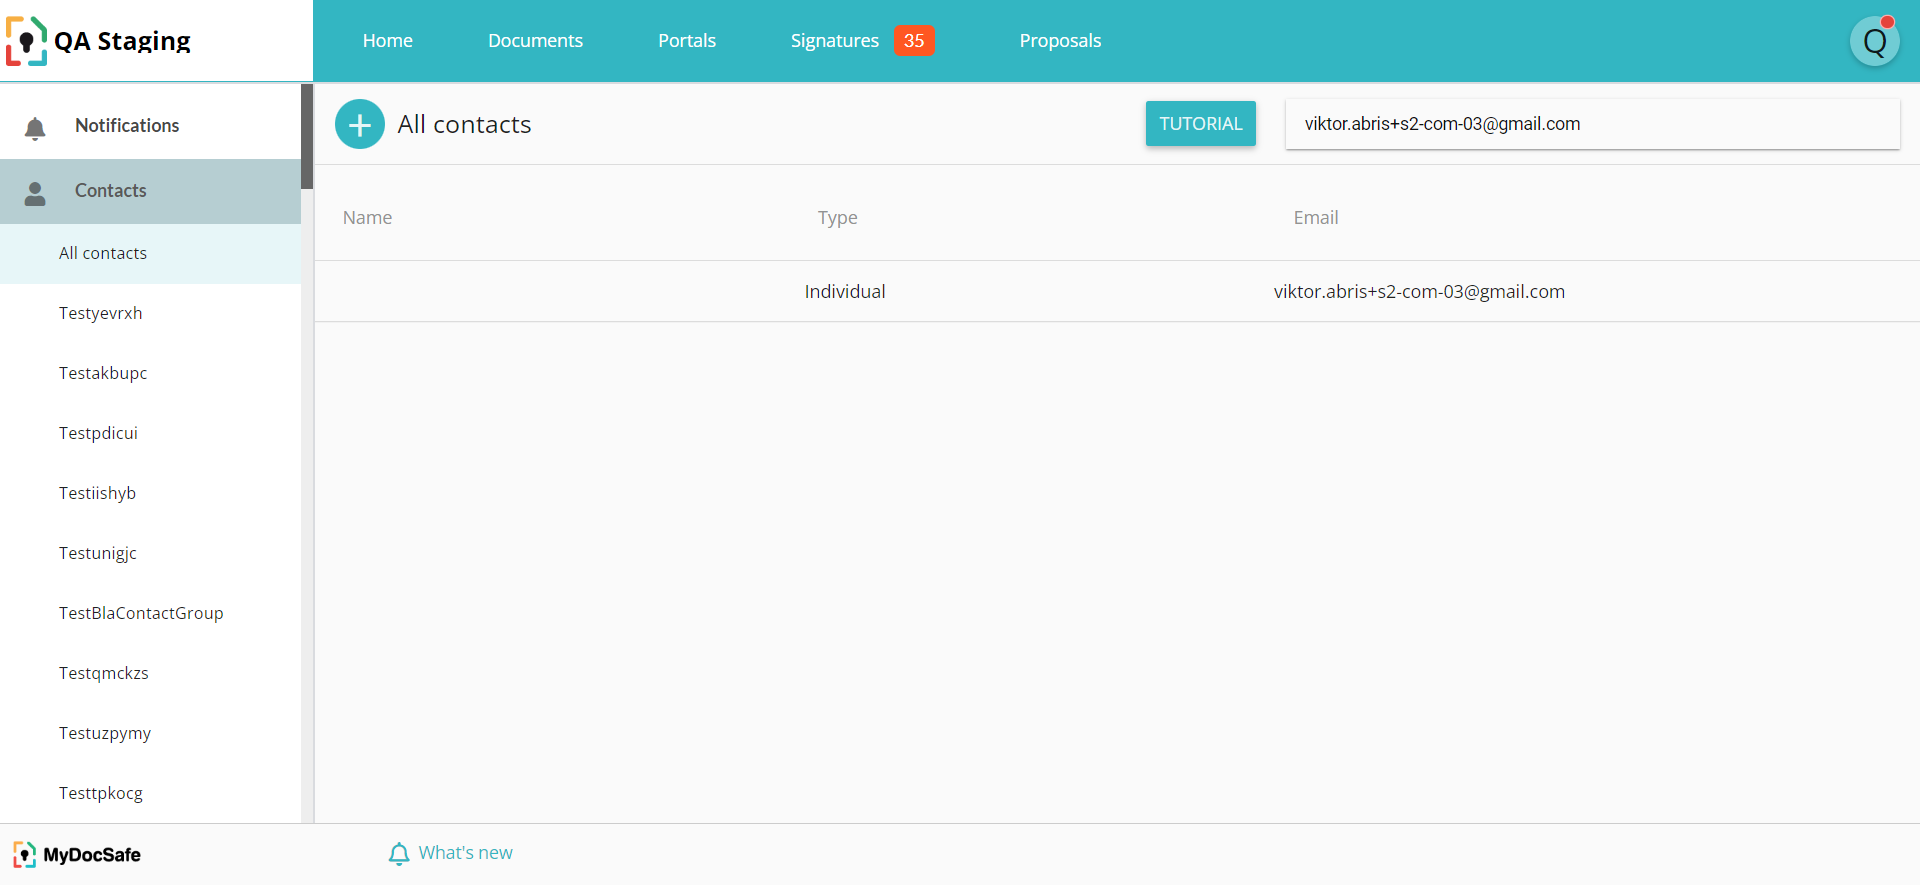 QA Staging
Home Documents Portals Signatures 35 Proposals
Q
Notifications
Contacts
All contacts
Testyevrxh
Testakbupc
Testpdicui
Testiishyb
Testunigjc
TestBlaContactGroup
Testqmckzs
Testuzpymy
Testtpkocg
All contacts
TUTORIAL
viktor.abris+s2-com-03@gmail.com
Name Type Email
Individual viktor.abris+s2-com-03@gmail.com
MyDocSafe
What's new